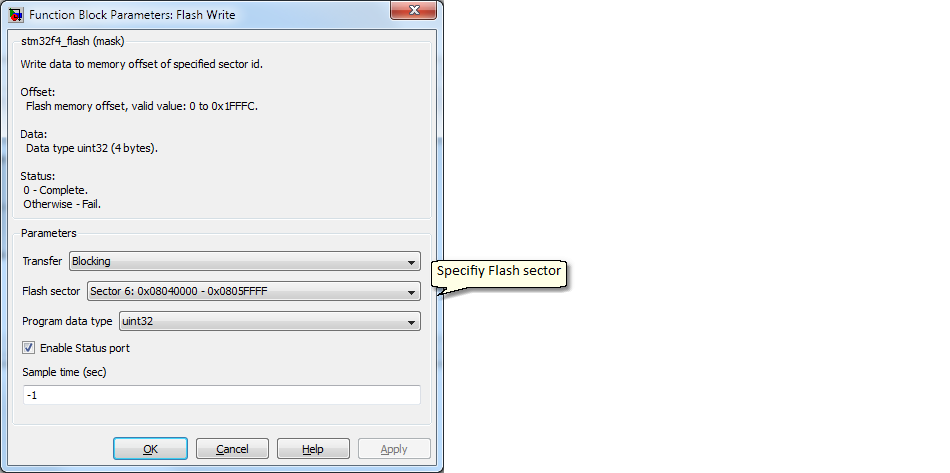 Function Block Parameters: Flash Write
stm32f4_flash (mask)
Write data to memory offset of specified sector id.
Offset:
Flash memory offset, valid value: 0 to 0x1FFFC.
Data:
Data type uint32 (4 bytes).
Status:
0 - Complete.
Otherwise - Fail.
Parameters
Transfer Blocking
Specifiy Flash sector
Flash sector Sector 6: 0x08040000 - 0x0805FFFF
Program data type uint32
Enable Status port
Sample time (sec)
-1
OK Cancel Help Apply